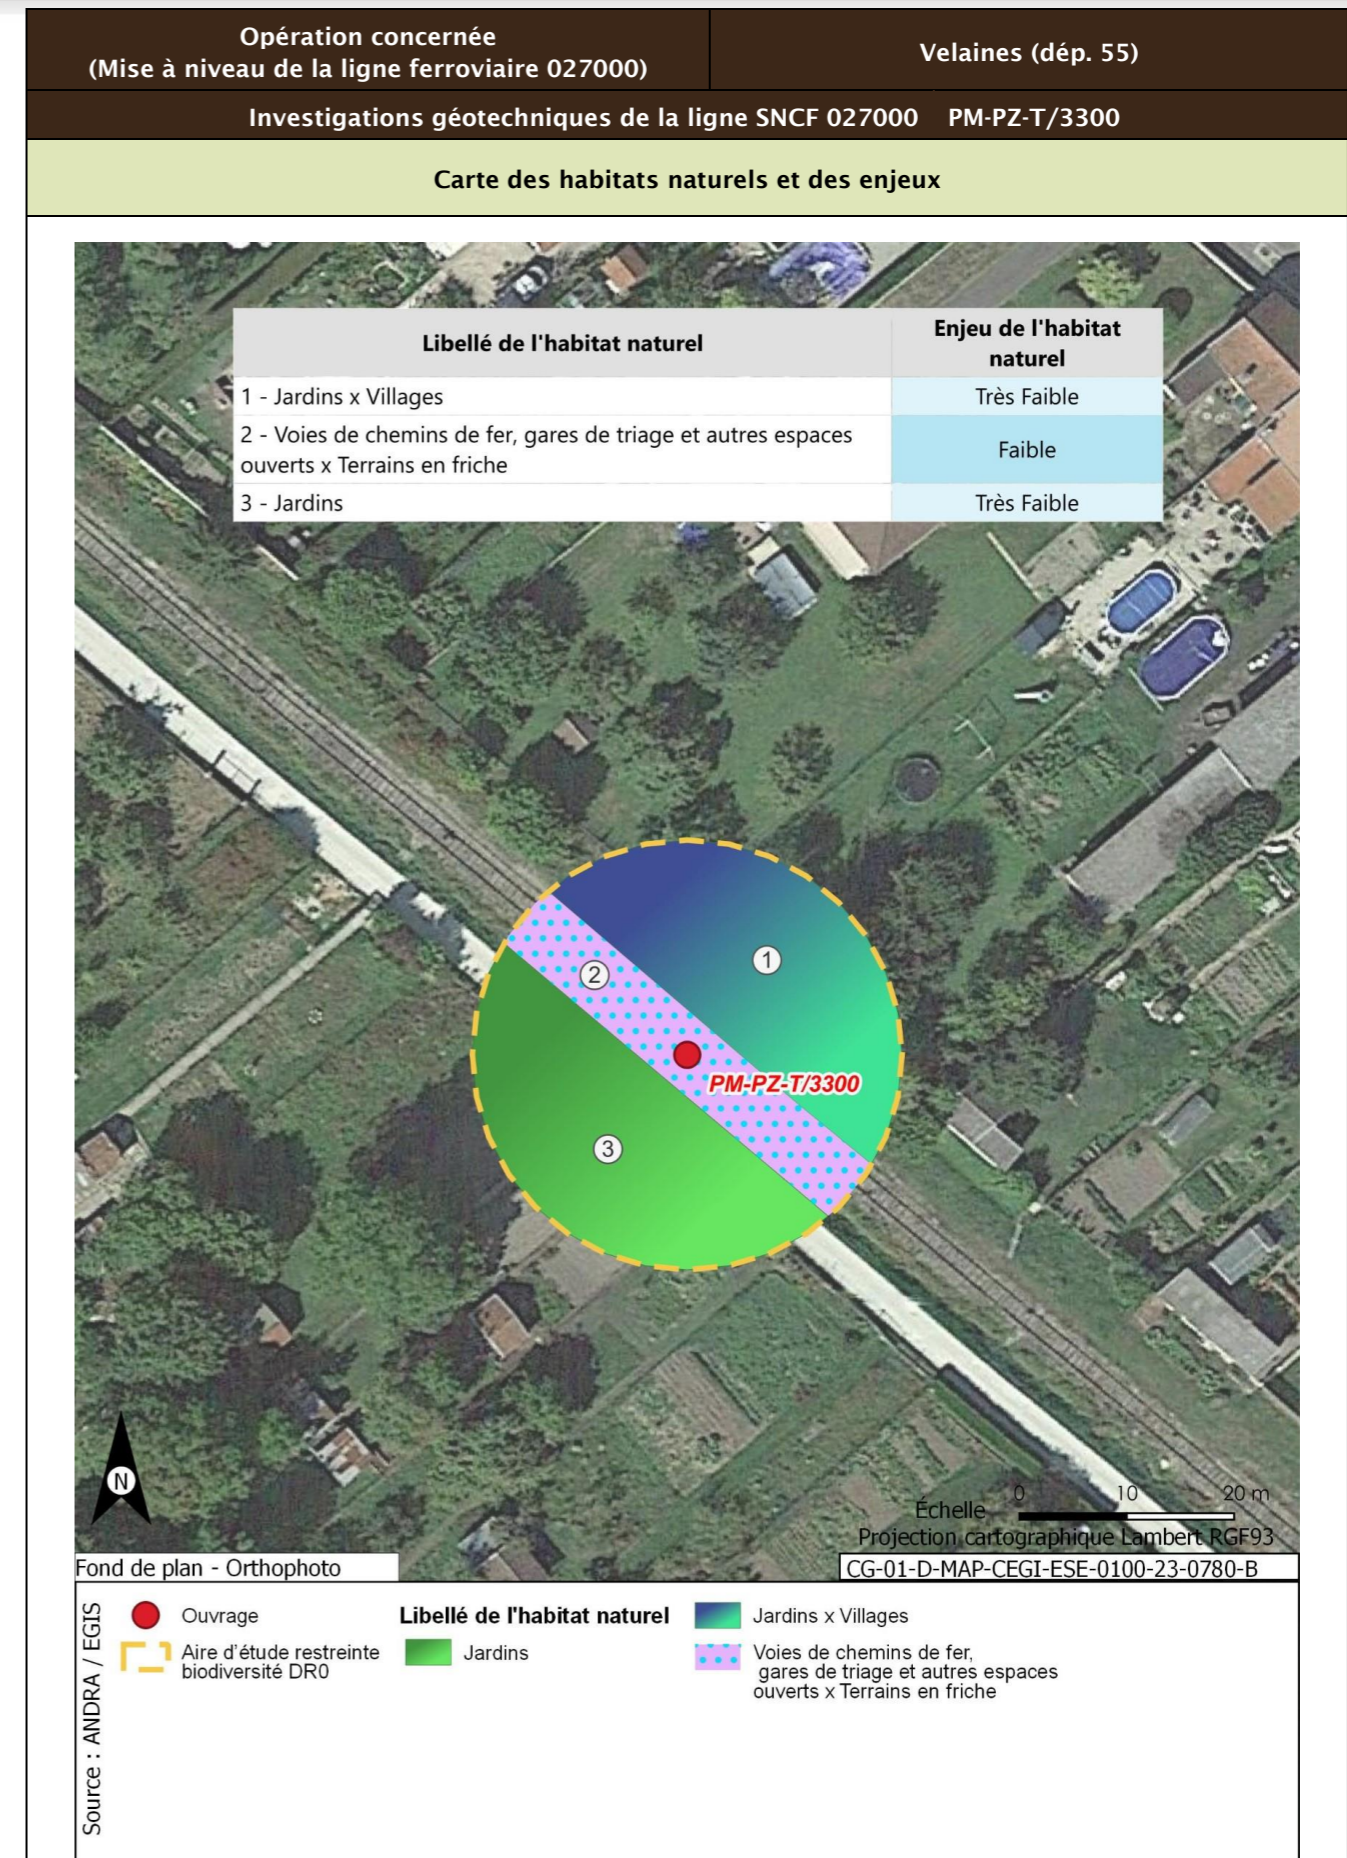 Opération concernée
(Mise à niveau de la ligne ferroviaire 027000)
Velaines (dép. 55)
Investigations géotechniques de la ligne SNCF 027000 PM-PZ-T/3300
Carte des habitats naturels et des enjeux
Libellé de l'habitat naturel
Enjeu de l'habitat
naturel
1 - Jardins x Villages
Très Faible
2 - Voies de chemins de fer, gares de triage et autres espaces
ouverts x Terrains en friche
Faible
3 - Jardins
Très Faible
1
2
PM-PZ-T/3300
3
N
Échelle
0 10 20 m
Projection cartographique Lambert RGF93
Fond de plan - Orthophoto
CG-01-D-MAP-CEGI-ESE-0100-23-0780-B
Source : ANDRA / EGIS
Ouvrage
Aire d'étude restreinte
biodiversité DR0
Libellé de l'habitat naturel
Jardins
Jardins x Villages
Voies de chemins de fer,
gares de triage et autres espaces
ouverts x Terrains en friche